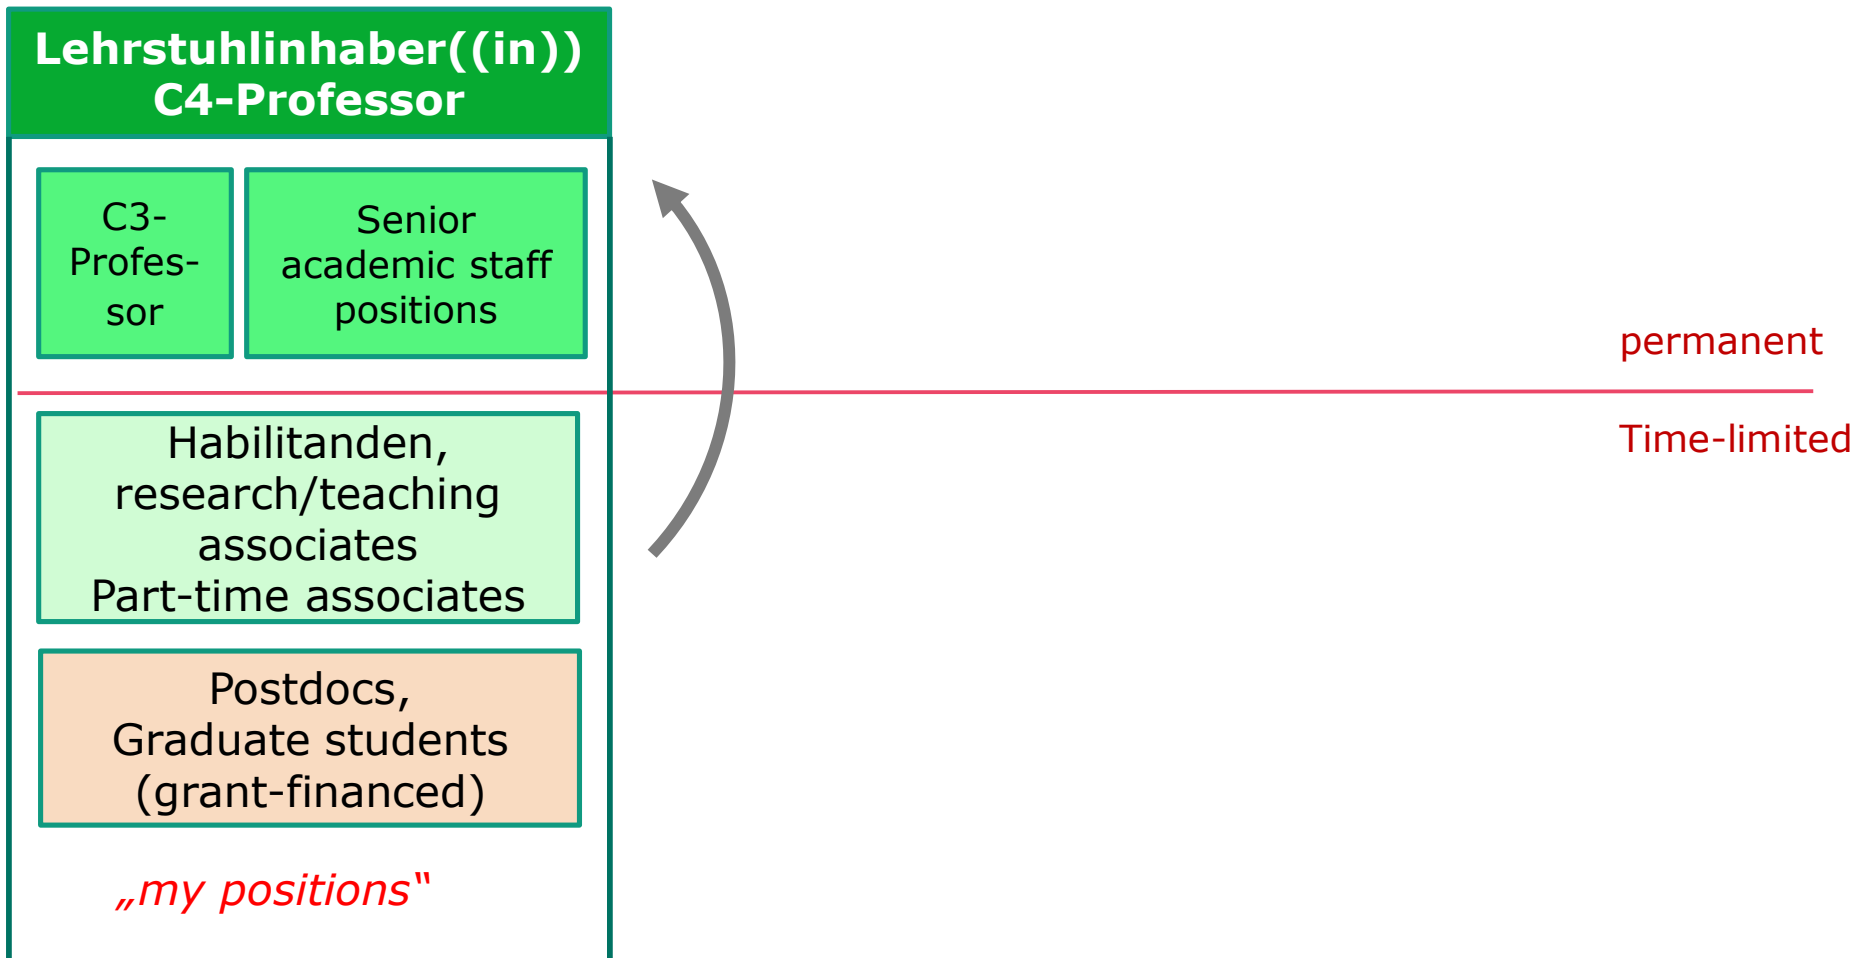 Lehrstuhlinhaber((in))
C4-Professor
C3-
Profes-
sor
Senior
academic staff
positions
permanent
Time-limited
Habilitanden,
research/teaching
associates
Part-time associates
Postdocs,
Graduate students
(grant-financed)
„my positions“